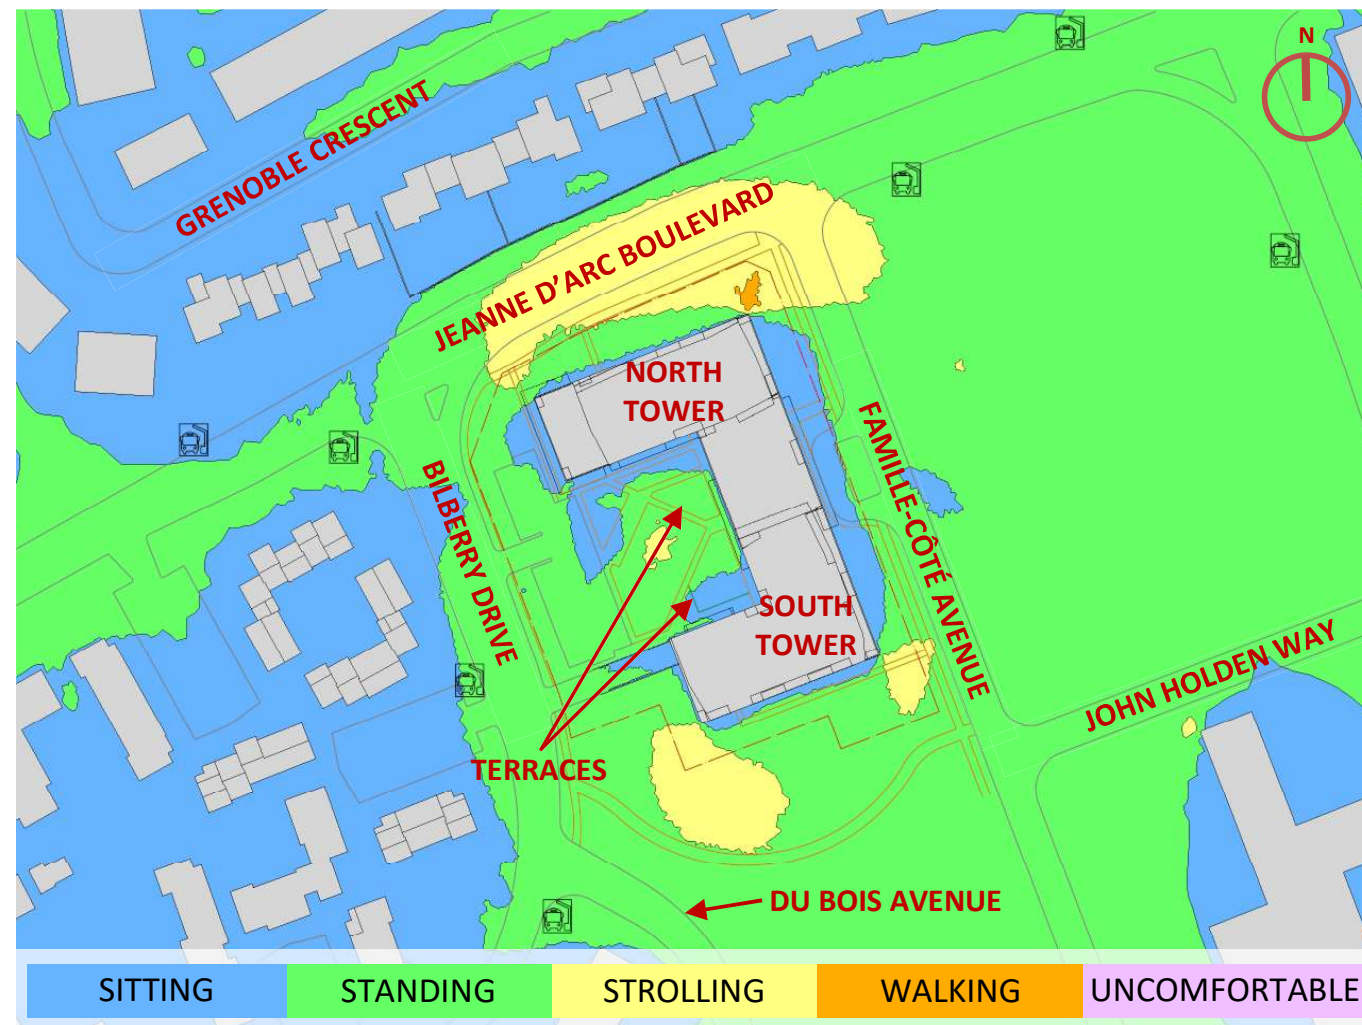 N
GRENOBLE CRESCENT
JEANNE D'ARC BOULEVARD
NORTH
TOWER
FAMILLE-CÔTÉ AVENUE
BILBERRY DRIVE
SOUTH
TOWER
JOHN HOLDEN WAY
TERRACES
DU BOIS AVENUE
SITTING
STANDING
STROLLING
WALKING
UNCOMFORTABLE